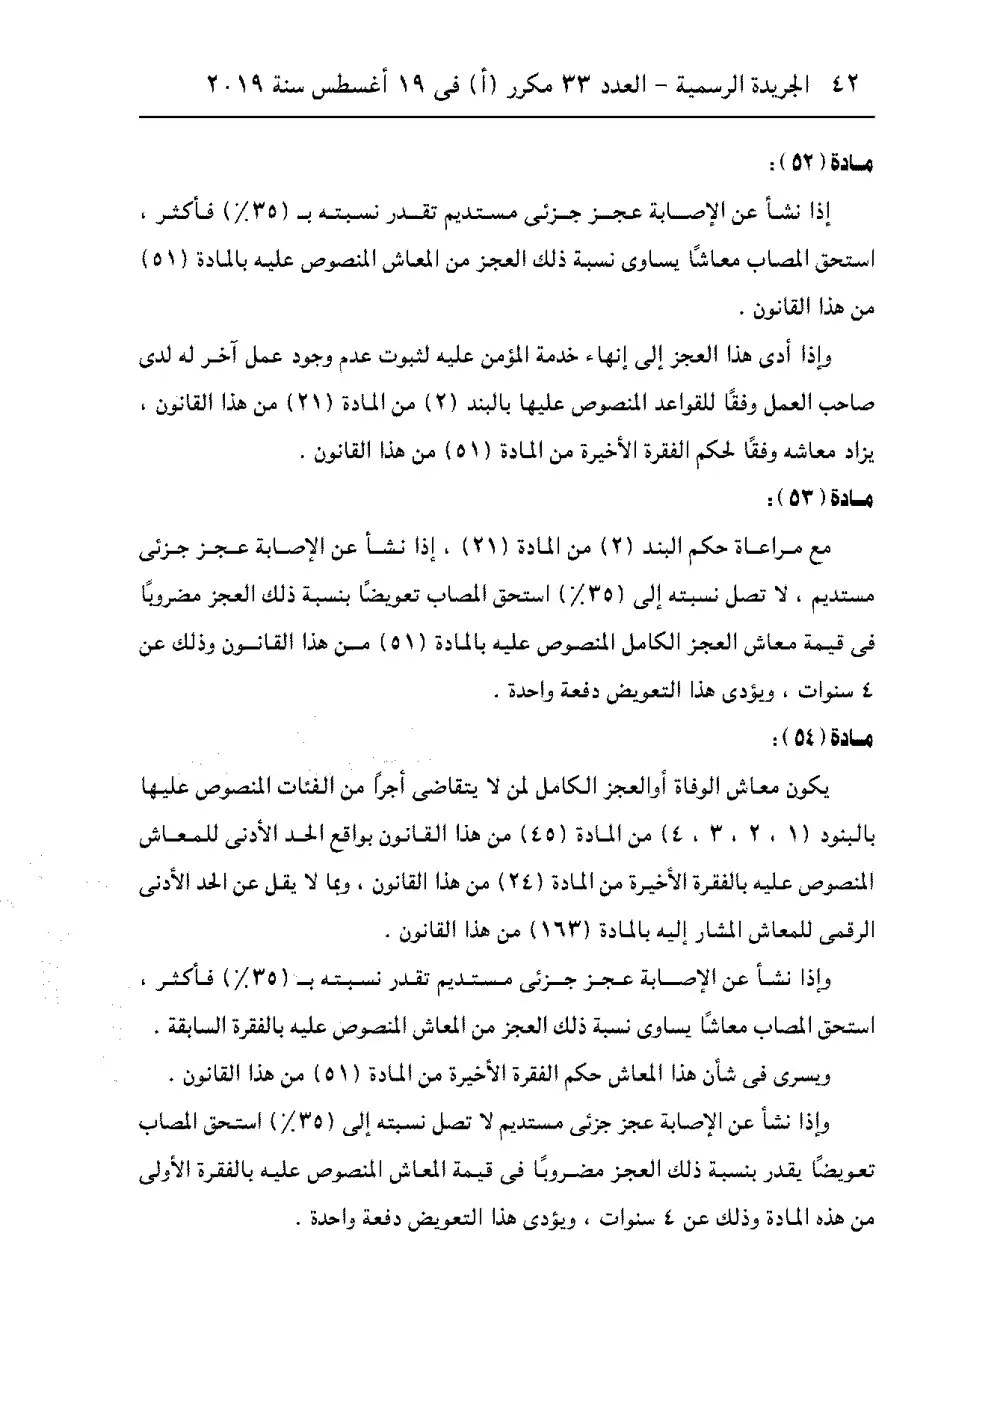 ٤٢ الجريدة الرسمية – العدد ٣٣ مكرر (أ) فى ١٩ أغسطس سنة ٢٠١٩
مادة (٥٢):
إذا نشأ عن الإصابة عجز جزئى مستديم تقدر نسبته بـ (٣٥٪) فأكثر ،
استحق المصاب معاشًا يساوى نسبة ذلك العجز من المعاش المنصوص عليه بالمادة (٥١)
من هذا القانون .
وإذا أدى هذا العجز إلى إنهاء خدمة المؤمن عليه لثبوت عدم وجود عمل آخر له لدى
صاحب العمل وفقًا للقواعد المنصوص عليها بالبند (٢) من المادة (٢١) من هذا القانون ،
يزاد معاشه وفقًا لحكم الفقرة الأخيرة من المادة (٥١) من هذا القانون .
مادة (٥٣):
مع مراعاة حكم البند (٢) من المادة (٢١) ، إذا نشأ عن الإصابة عجز جزئى
مستديم ، لا تصل نسبته إلى (٣٥٪) استحق المصاب تعويضًا بنسبة ذلك العجز مضروبًا
فى قيمة معاش العجز الكامل المنصوص عليه بالمادة (٥١) من هذا القانون وذلك عن
٤ سنوات ، ويؤدى هذا التعويض دفعة واحدة .
مادة (٥٤):
يكون معاش الوفاة أوالعجز الكامل لمن لا يتقاضى أجرًا من الفئات المنصوص عليها
بالبنود (١ ، ٢ ، ٣ ، ٤) من المادة (٤٥) من هذا القانون بواقع الحد الأدنى للمعاش
المنصوص عليه بالفقرة الأخيرة من المادة (٢٤) من هذا القانون ، وبما لا يقل عن الحد الأدنى
الرقمى للمعاش المشار إليه بالمادة (١٦٣) من هذا القانون .
وإذا نشأ عن الإصابة عجز جزئى مستديم تقدر نسبته بـ (٣٥٪) فأكثر ،
استحق المصاب معاشًا يساوى نسبة ذلك العجز من المعاش المنصوص عليه بالفقرة السابقة .
ويسرى فى شأن هذا المعاش حكم الفقرة الأخيرة من المادة (٥١) من هذا القانون .
وإذا نشأ عن الإصابة عجز جزئى مستديم لا تصل نسبته إلى (٣٥٪) استحق المصاب
تعويضًا يقدر بنسبة ذلك العجز مضروبًا فى قيمة المعاش المنصوص عليه بالفقرة الأولى
من هذه المادة وذلك عن ٤ سنوات ، ويؤدى هذا التعويض دفعة واحدة .